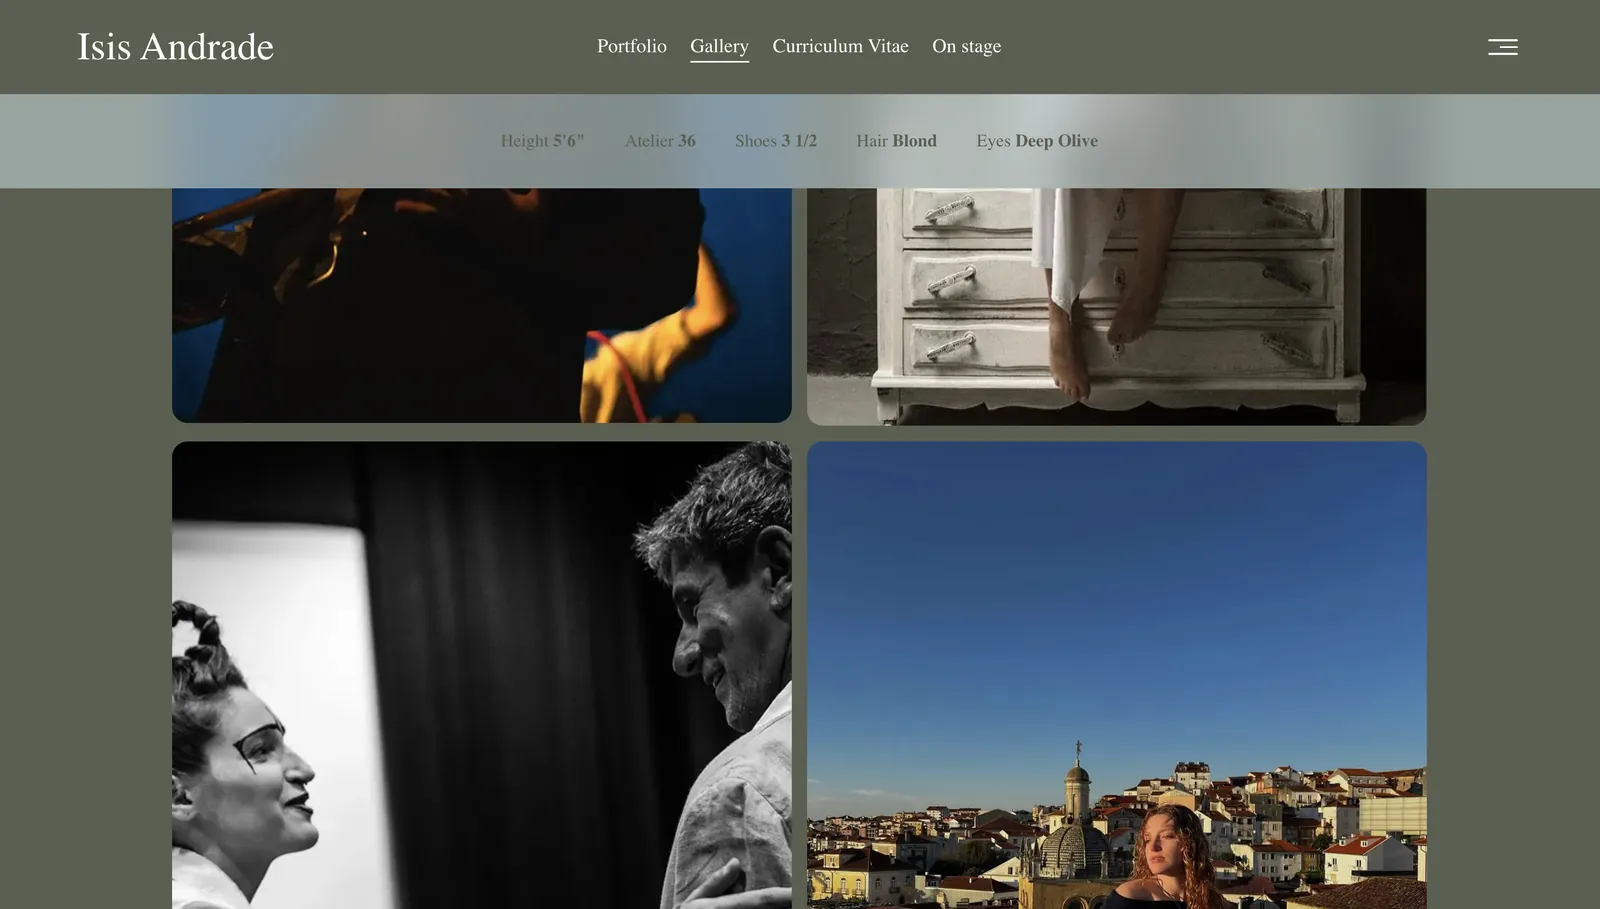 Isis Andrade
Portfolio Gallery Curriculum Vitae On stage
Height 5'6" Atelier 36 Shoes 3 1/2 Hair Blond Eyes Deep Olive